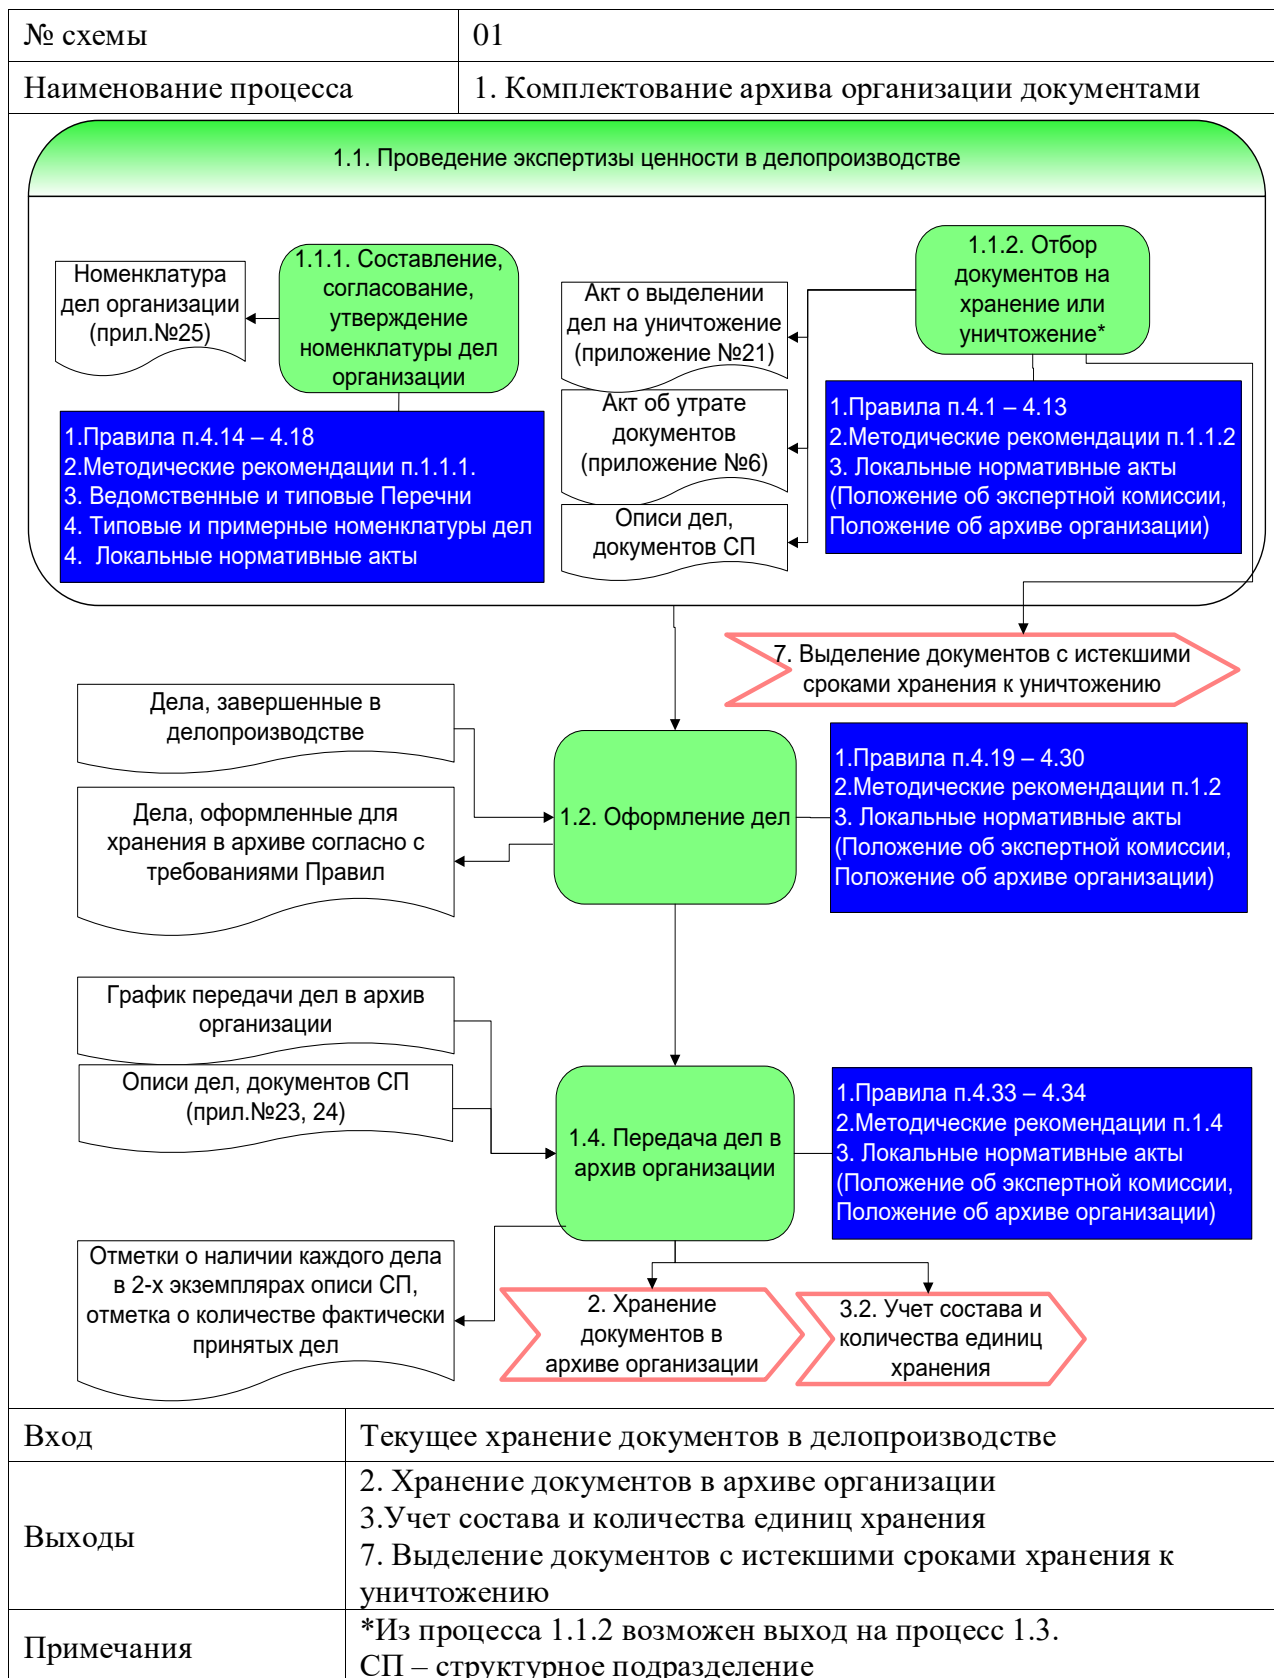 № схемы
01
Наименование процесса
1. Комплектование архива организации документами
1.1. Проведение экспертизы ценности в делопроизводстве
Номенклатура
дел организации
(прил.№25)
1.1.1. Составление,
согласование,
утверждение
номенклатуры дел
организации
1.Правила п.4.14 – 4.18
2.Методические рекомендации п.1.1.1.
3. Ведомственные и типовые Перечни
4. Типовые и примерные номенклатуры дел
4.  Локальные нормативные акты
Акт о выделении
дел на уничтожение
(приложение №21)
Акт об утрате
документов
(приложение №6)
Описи дел,
документов СП
1.1.2. Отбор
документов на
хранение или
уничтожение*
1.Правила п.4.1 – 4.13
2.Методические рекомендации п.1.1.2
3. Локальные нормативные акты
(Положение об экспертной комиссии,
Положение об архиве организации)
7. Выделение документов с истекшими
сроками хранения к уничтожению
Дела, завершенные в
делопроизводстве
Дела, оформленные для
хранения в архиве согласно с
требованиями Правил
1.2. Оформление дел
1.Правила п.4.19 – 4.30
2.Методические рекомендации п.1.2
3. Локальные нормативные акты
(Положение об экспертной комиссии,
Положение об архиве организации)
График передачи дел в архив
организации
Описи дел, документов СП
(прил.№23, 24)
1.4. Передача дел в
архив организации
1.Правила п.4.33 – 4.34
2.Методические рекомендации п.1.4
3. Локальные нормативные акты
(Положение об экспертной комиссии,
Положение об архиве организации)
Отметки о наличии каждого дела
в 2-х экземплярах описи СП,
отметка о количестве фактически
принятых дел
2. Хранение
документов в
архиве организации
3.2. Учет состава и
количества единиц
хранения
Вход
Текущее хранение документов в делопроизводстве
Выходы
2. Хранение документов в архиве организации
3.Учет состава и количества единиц хранения
7. Выделение документов с истекшими сроками хранения к
уничтожению
Примечания
*Из процесса 1.1.2 возможен выход на процесс 1.3.
СП – структурное подразделение